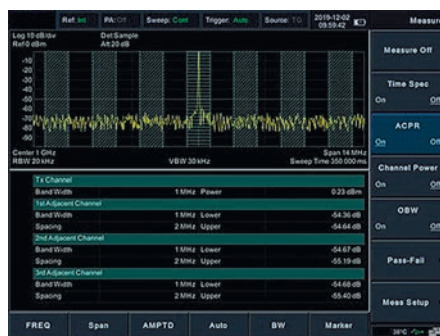 Ref: Int PA: Off Sweep: Cont Trigger: Auto Source: TG 2019-12-02 09:59:42 Measure
Log 10 dB/div Det Sample
Ref 0 dBm Att 20 dB
-10
-20
-30
-40
-50
-60
-70
-80
-90
Center 1 GHz Span 14 MHz
RBW 20 kHz VBW 30 kHz Sweep Time 350.000 ms
Tx Channel
Band Width 1 MHz Power 0.23 dBm
1st Adjacent Channel
Band Width 1 MHz Lower -54.36 dB
Spacing 2 MHz Upper -54.64 dB
2nd Adjacent Channel
Band Width 1 MHz Lower -54.67 dB
Spacing 2 MHz Upper -55.19 dB
3rd Adjacent Channel
Band Width 1 MHz Lower -54.68 dB
Spacing 2 MHz Upper -55.40 dB
Measure Off
Time Spec
On Off
ACPR
On Off
Channel Power
On Off
OBW
On Off
Pass-Fail
Meas Setup
FREQ Span AMPTD Auto BW Marker
38°C